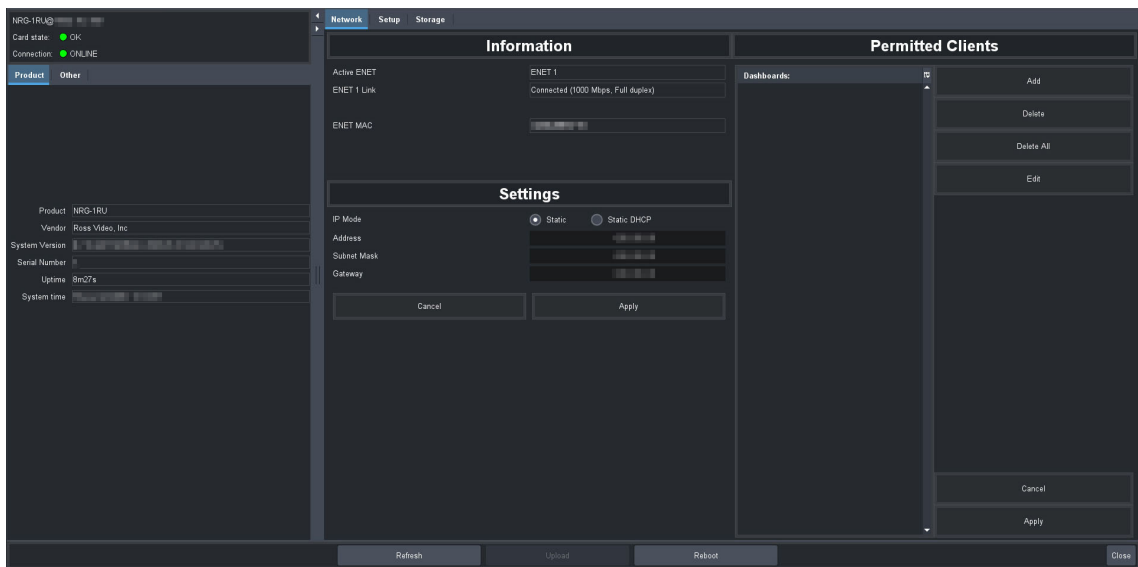 NRG-1RU@
Card state: OK
Connection: ONLINE
Product Other
Product NRG-1RU
Vendor Ross Video, Inc
System Version
Serial Number
Uptime 8m27s
System time
Network Setup Storage
Information
Active ENET ENET 1
ENET 1 Link Connected (1000 Mbps, Full duplex)
ENET MAC
Settings
IP Mode Static Static DHCP
Address
Subnet Mask
Gateway
Cancel Apply
Permitted Clients
Dashboards:
Add
Delete
Delete All
Edit
Cancel
Apply
Refresh Upload Reboot Close